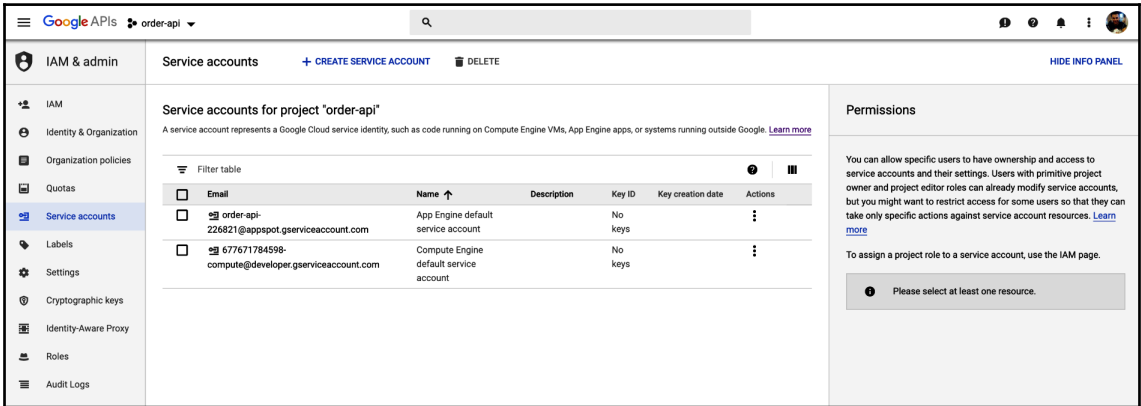 Google APIs order-api
IAM & admin
Service accounts
+ CREATE SERVICE ACCOUNT
DELETE
HIDE INFO PANEL
IAM
Identity & Organization
Organization policies
Quotas
Service accounts
Labels
Settings
Cryptographic keys
Identity-Aware Proxy
Roles
Audit Logs
Service accounts for project "order-api"
A service account represents a Google Cloud service identity, such as code running on Compute Engine VMs, App Engine apps, or systems running outside Google. Learn more
Filter table
Email Name Description Key ID Key creation date Actions
order-api-
226821@appspot.gserviceaccount.com
App Engine default
service account
No
keys
677671784598-
compute@developer.gserviceaccount.com
Compute Engine
default service
account
No
keys
Permissions
You can allow specific users to have ownership and access to
service accounts and their settings. Users with primitive project
owner and project editor roles can already modify service accounts,
but you might want to restrict access for some users so that they can
take only specific actions against service account resources. Learn
more
To assign a project role to a service account, use the IAM page.
Please select at least one resource.